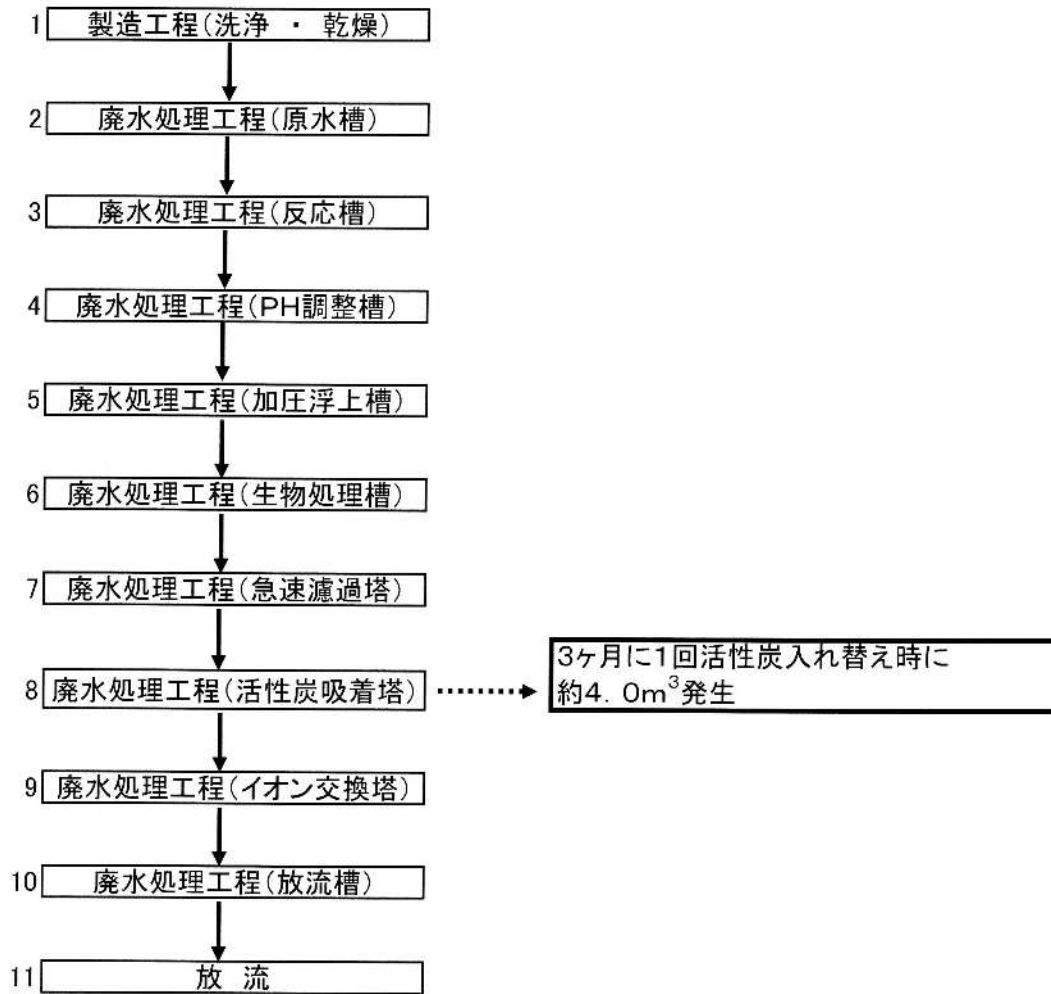 1 製造工程(洗浄 ・ 乾燥)
2 廃水処理工程(原水槽)
3 廃水処理工程(反応槽)
4 廃水処理工程(PH調整槽)
5 廃水処理工程(加圧浮上槽)
6 廃水処理工程(生物処理槽)
7 廃水処理工程(急速濾過塔)
8 廃水処理工程(活性炭吸着塔)
3ヶ月に1回活性炭入れ替え時に
約4．0m³発生
9 廃水処理工程(イオン交換塔)
10 廃水処理工程(放流槽)
11 放 流